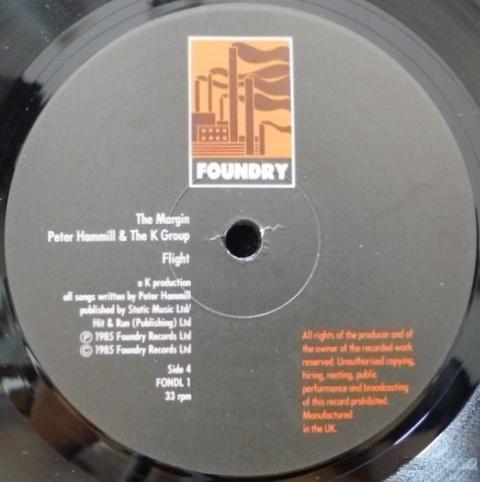 FOUNDRY
The Margin
Peter Hammill & The K Group
Flight
a K production
all songs written by Peter Hammill
published by Static Music Ltd/
Hit & Run (Publishing) Ltd
Ⓟ 1985 Foundry Records Ltd
© 1985 Foundry Records Ltd
Side 4
FONDL 1
33 rpm
All rights of the producer and of
the owner of the recorded work
reserved. Unauthorised copying,
hiring, renting, public
performance and broadcasting
of this record prohibited.
Manufactured
in the UK.